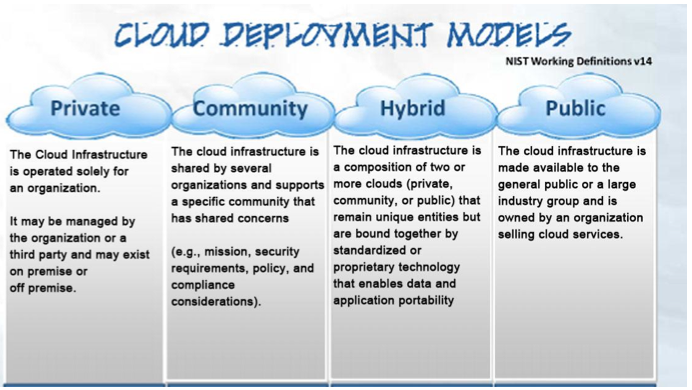 CLOUD DEPLOYMENT MODELS
NIST Working Definitions v14
Private
The Cloud Infrastructure
is operated solely for
an organization.
It may be managed by
the organization or a
third party and may exist
on premise or
off premise.
Community
The cloud infrastructure is
shared by several
organizations and supports
a specific community that
has shared concerns
(e.g., mission, security
requirements, policy, and
compliance
considerations).
Hybrid
The cloud infrastructure is
a composition of two or
more clouds (private,
community, or public) that
remain unique entities but
are bound together by
standardized or
proprietary technology
that enables data and
application portability
Public
The cloud infrastructure is
made available to the
general public or a large
industry group and is
owned by an organization
selling cloud services.